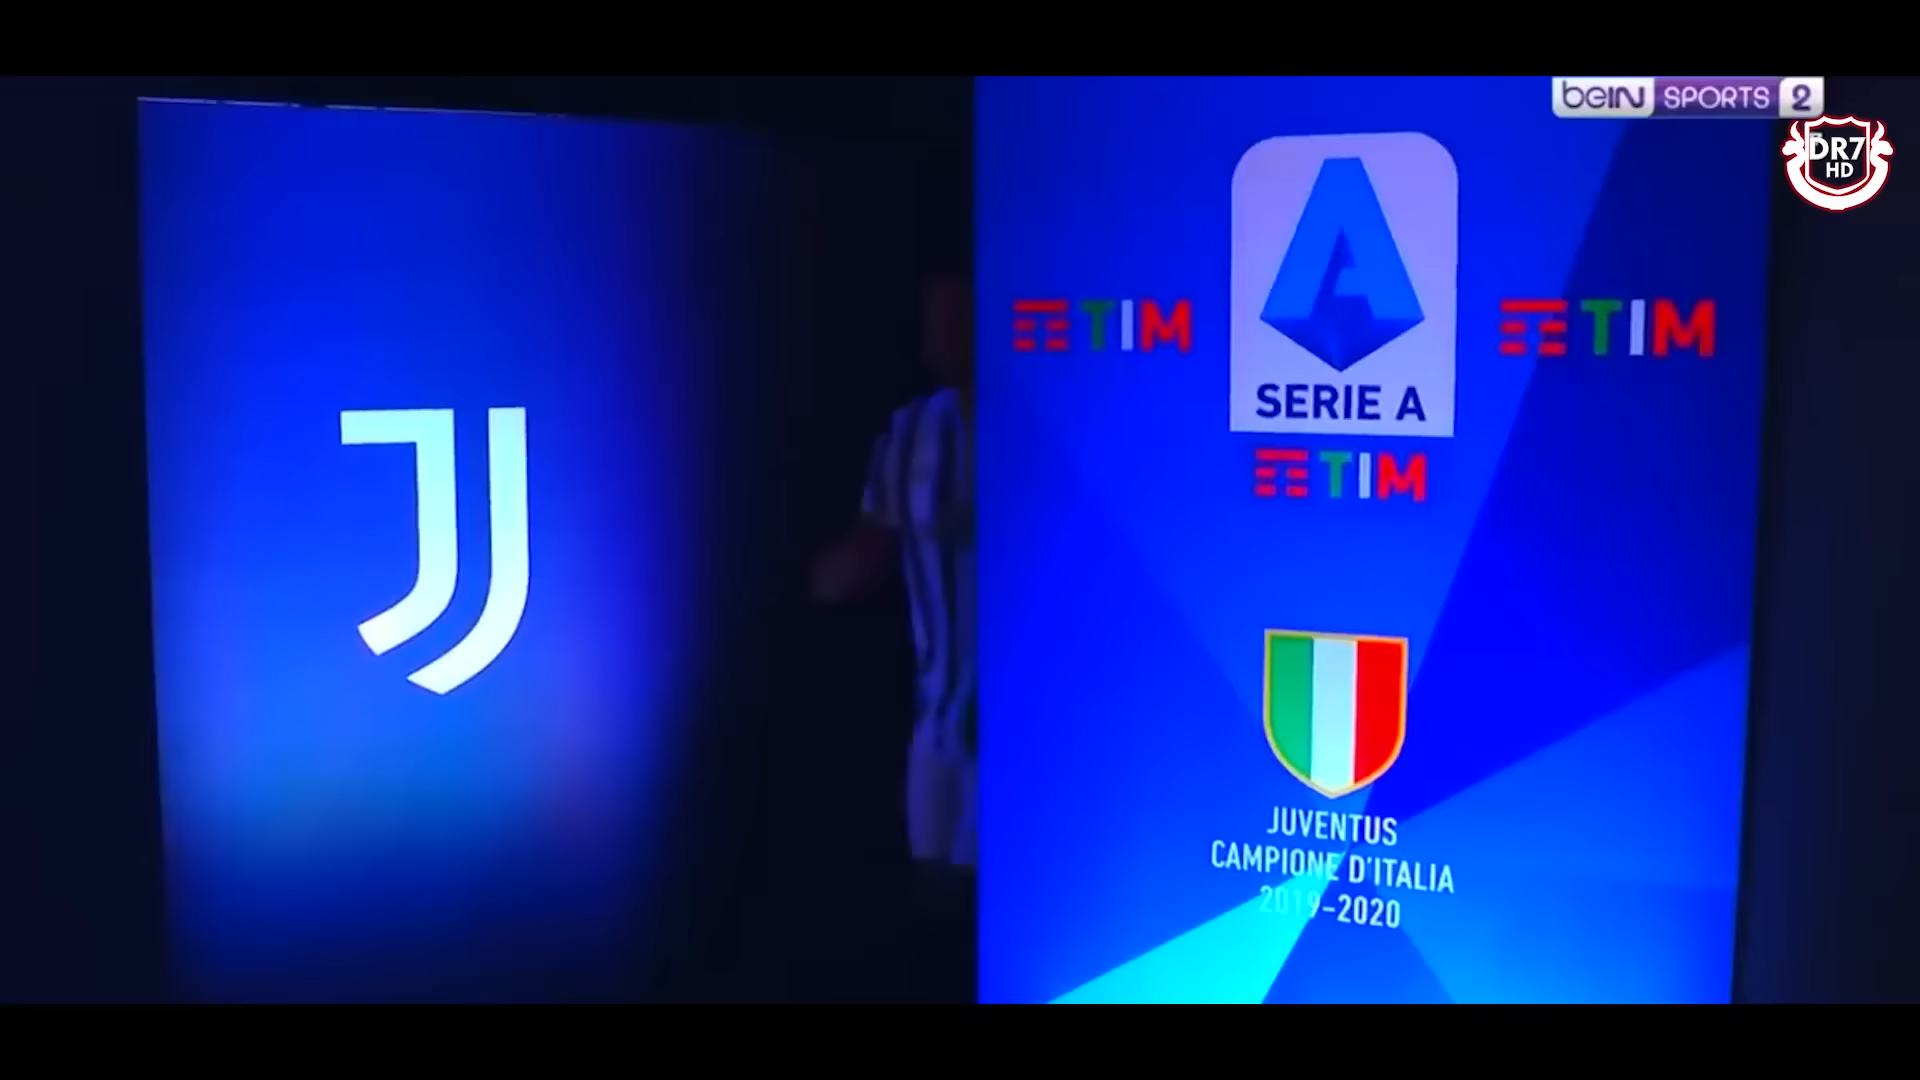 beIN SPORTS 2
DR7
HD
TIM
SERIE A
TIM
TIM
JUVENTUS
CAMPIONE D'ITALIA
2019-2020